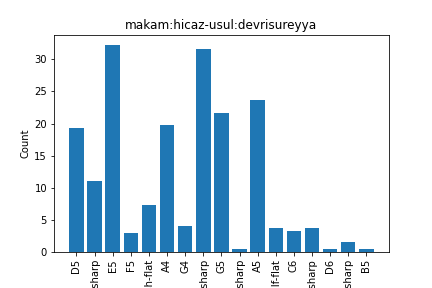 makam:hicaz-usul:devrisureyya
Count
30
25
20
15
10
5
0
D5
sharp
E5
F5
h-flat
A4
G4
sharp
G5
sharp
A5
lf-flat
C6
sharp
D6
sharp
B5